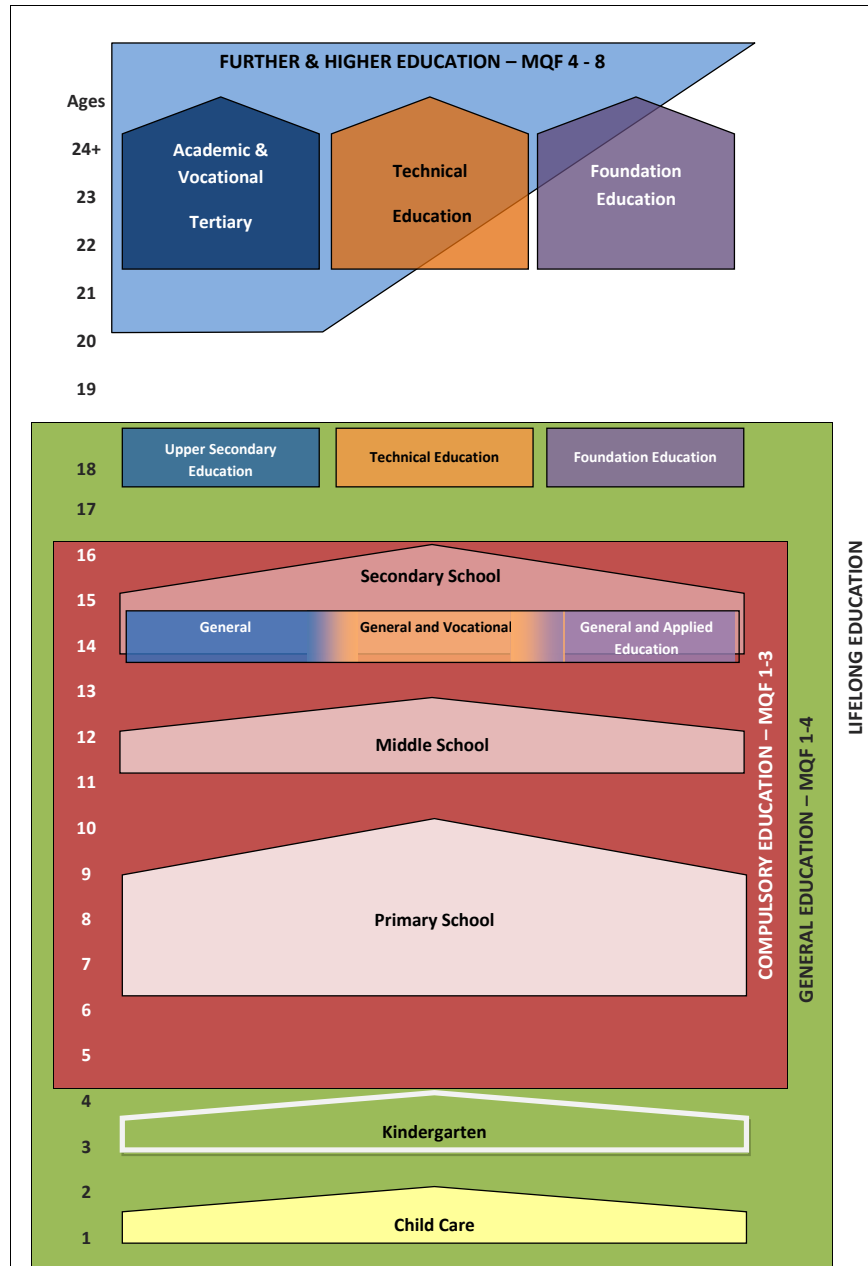 FURTHER & HIGHER EDUCATION – MQF 4 - 8
Ages
24+
23
22
21
20
19
Academic &
Vocational
Tertiary
Technical
Education
Foundation
Education
18
17
Upper Secondary
Education
Technical Education
Foundation Education
16
15
14
13
12
11
10
9
8
7
6
5
4
3
2
1
Secondary School
General
General and Vocational
General and Applied
Education
Middle School
Primary School
Kindergarten
Child Care
COMPULSORY EDUCATION – MQF 1-3
GENERAL EDUCATION – MQF 1-4
LIFELONG EDUCATION